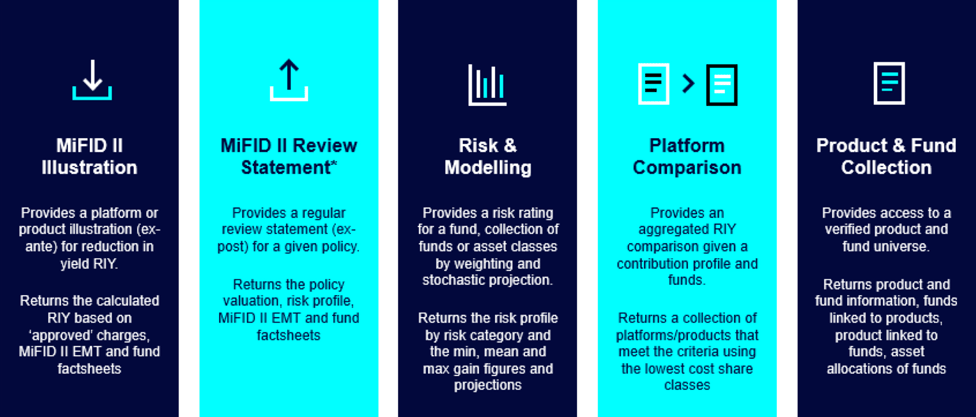 MiFID II
Illustration
Provides a platform or
product illustration (ex-
ante) for reduction in
yield RIY.
Returns the calculated
RIY based on
‘approved’ charges,
MiFID II EMT and fund
factsheets
MiFID II Review
Statement*
Provides a regular
review statement (ex-
post) for a given policy.
Returns the policy
valuation, risk profile,
MiFID II EMT and fund
factsheets
Risk &
Modelling
Provides a risk rating
for a fund, collection of
funds or asset classes
by weighting and
stochastic projection.
Returns the risk profile
by risk category and
the min, mean and
max gain figures and
projections
Platform
Comparison
Provides an
aggregated RIY
comparison given a
contribution profile and
funds.
Returns a collection of
platforms/products that
meet the criteria using
the lowest cost share
classes
Product & Fund
Collection
Provides access to a
verified product and
fund universe.
Returns product and
fund information, funds
linked to products,
product linked to
funds, asset
allocations of funds